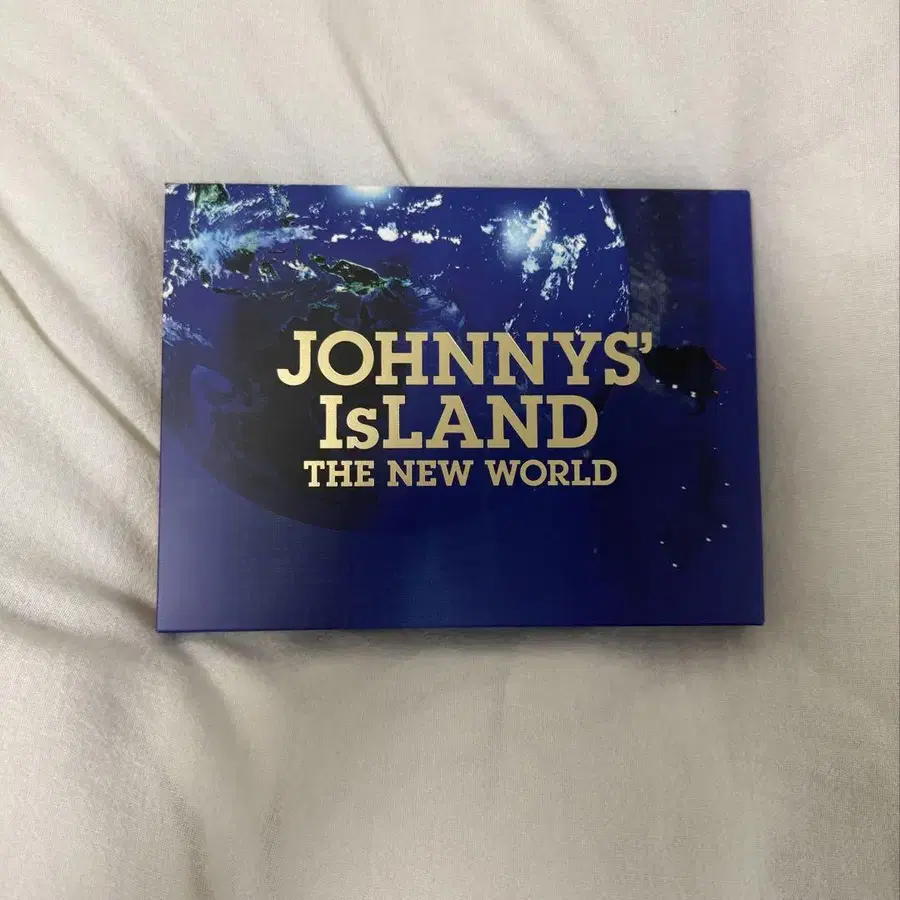 JOHNNYS'
IsLAND
THE NEW WORLD